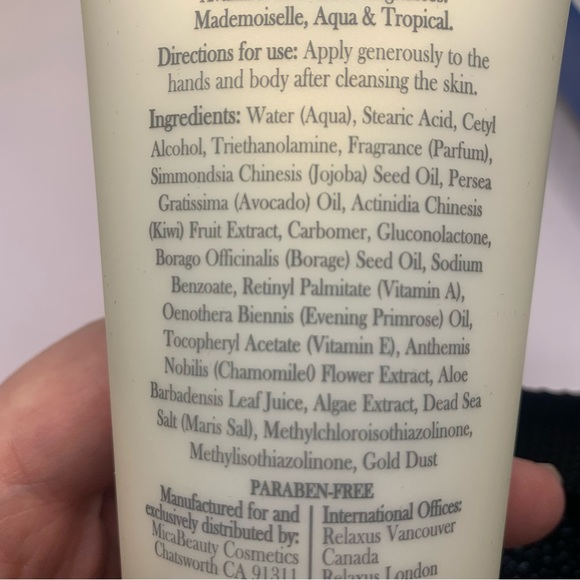 Mademoiselle, Aqua & Tropical.
Directions for use: Apply generously to the
hands and body after cleansing the skin.
Ingredients: Water (Aqua), Stearic Acid, Cetyl
Alcohol, Triethanolamine, Fragrance (Parfum),
Simmondsia Chinesis (Jojoba) Seed Oil, Persea
Gratissima (Avocado) Oil, Actinidia Chinesis
(Kiwi) Fruit Extract, Carbomer, Gluconolactone,
Borago Officinalis (Borage) Seed Oil, Sodium
Benzoate, Retinyl Palmitate (Vitamin A),
Oenothera Biennis (Evening Primrose) Oil,
Tocopheryl Acetate (Vitamin E), Anthemis
Nobilis (Chamomile0 Flower Extract, Aloe
Barbadensis Leaf Juice, Algae Extract, Dead Sea
Salt (Maris Sal), Methylchloroisothiazolinone,
Methylisothiazolinone, Gold Dust
PARABEN-FREE
Manufactured for and
exclusively distributed by:
MicaBeauty Cosmetics
Chatsworth CA 91311
International Offices:
Relaxus Vancouver
Canada
Relaxus London